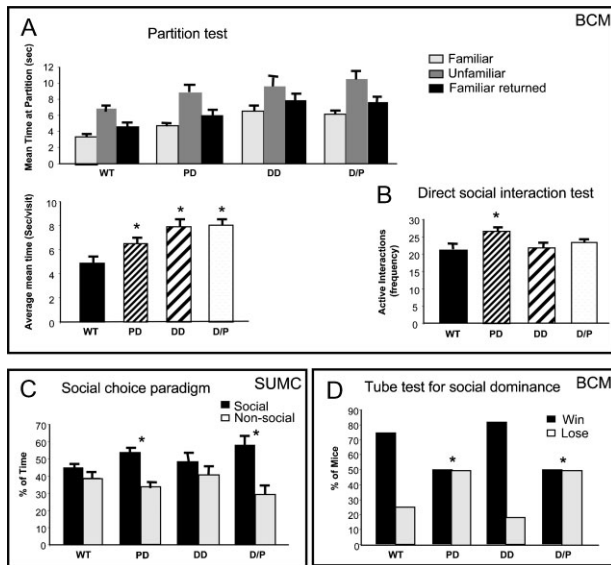 A
Partition test
BCM
Familiar
Unfamiliar
Familiar returned
Mean Time at Partition (sec)
12
10
8
6
4
2
0
WT PD DD D/P
Average mean time (Sec/visit)
10
8
6
4
2
0
* * *
WT PD DD D/P
B
Direct social interaction test
Active Interactions
(frequency)
30
25
20
15
10
5
0
*
WT PD DD D/P
C
Social choice paradigm
SUMC
Social
Non-social
% of Time
70
60
50
40
30
20
10
0
* *
WT PD DD D/P
D
Tube test for social dominance
BCM
Win
Lose
% of Mice
90
80
70
60
50
40
30
20
10
0
* *
WT PD DD D/P